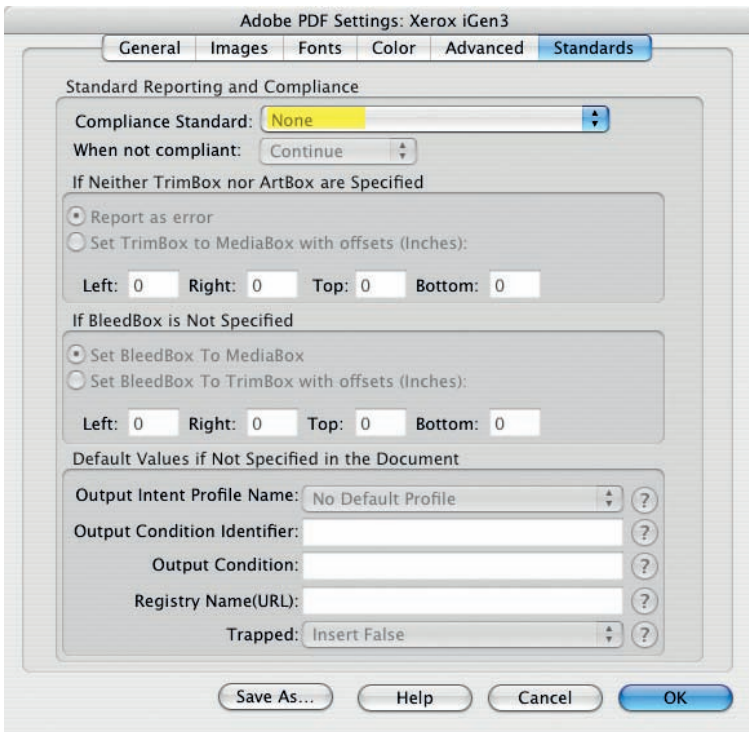 Adobe PDF Settings: Xerox iGen3
General Images Fonts Color Advanced Standards
Standard Reporting and Compliance
Compliance Standard: None
When not compliant: Continue
If Neither TrimBox nor ArtBox are Specified
Report as error
Set TrimBox to MediaBox with offsets (Inches):
Left: 0 Right: 0 Top: 0 Bottom: 0
If BleedBox is Not Specified
Set BleedBox To MediaBox
Set BleedBox To TrimBox with offsets (Inches):
Left: 0 Right: 0 Top: 0 Bottom: 0
Default Values if Not Specified in the Document
Output Intent Profile Name: No Default Profile ?
Output Condition Identifier: ?
Output Condition: ?
Registry Name(URL): ?
Trapped: Insert False ?
Save As... Help Cancel OK